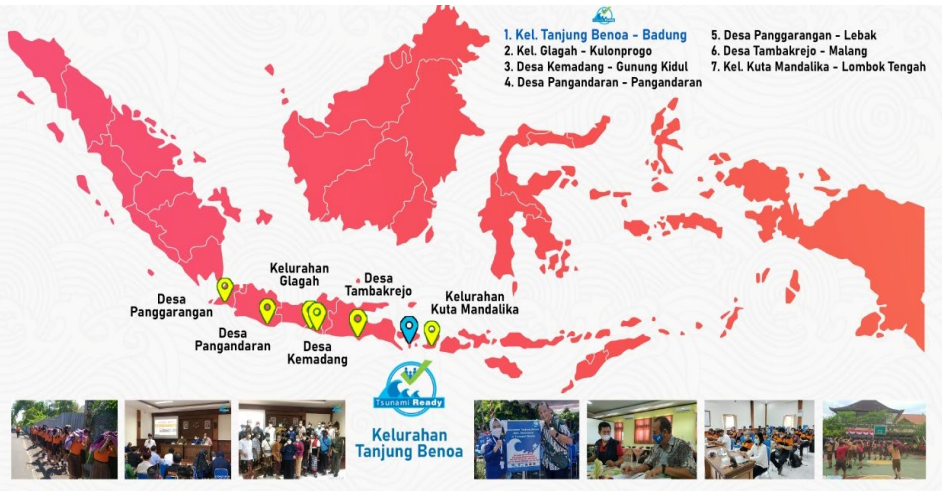 1. Kel. Tanjung Benoa - Badung
2. Kel. Glagah - Kulonprogo
3. Desa Kemadang - Gunung Kidul
4. Desa Pangandaran - Pangandaran
5. Desa Panggarangan - Lebak
6. Desa Tambakrejo - Malang
7. Kel. Kuta Mandalika - Lombok Tengah
Desa
Panggarangan
Desa
Pangandaran
Kelurahan
Glagah
Desa
Kemadang
Desa
Tambakrejo
Kelurahan
Kuta Mandalika
Tsunami Ready
Kelurahan
Tanjung Benoa